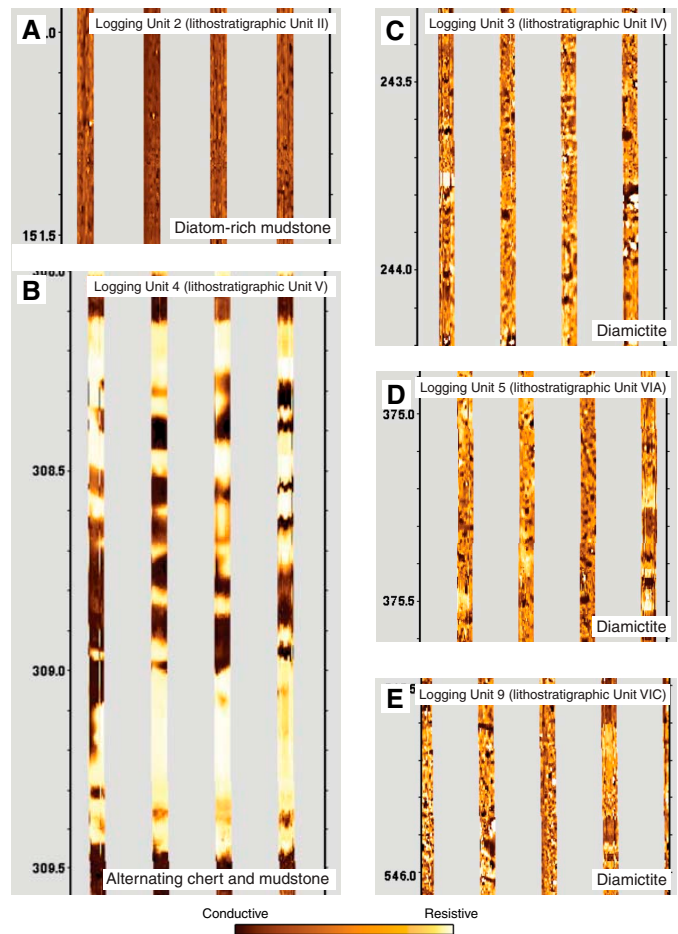 A
Logging Unit 2 (lithostratigraphic Unit II)
151.5
Diatom-rich mudstone
B
Logging Unit 4 (lithostratigraphic Unit V)
308.5
309.0
309.5
Alternating chert and mudstone
C
Logging Unit 3 (lithostratigraphic Unit IV)
243.5
244.0
Diamictite
D
Logging Unit 5 (lithostratigraphic Unit VIA)
375.0
375.5
Diamictite
E
Logging Unit 9 (lithostratigraphic Unit VIC)
546.0
Diamictite
Conductive Resistive